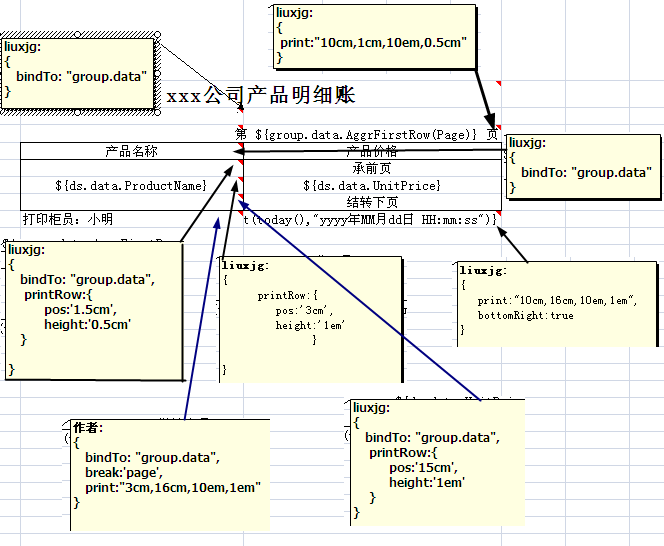 liuxjg:
{
bindTo: "group.data"
}
liuxjg:
{
print:"10cm,1cm,10em,0.5cm"
}
xxx公司产品明细账
第 ${group.data.AggrFirstRow(Page)} 页
liuxjg:
{
bindTo: "group.data"
}
产品名称 产品价格
承前页
${ds.data.ProductName} ${ds.data.UnitPrice}
结转下页
打印柜员：小明 t(today(),"yyyy年MM月dd日 HH:mm:ss")}
liuxjg:
{
bindTo: "group.data",
printRow:{
pos:'1.5cm',
height:'0.5cm'
}
}
liuxjg:
{
printRow:{
pos:'3cm',
height:'1em'
}
}
liuxjg:
{
print:"10cm,16cm,10em,1em",
bottomRight:true
}
作者:
{
bindTo: "group.data",
break:'page',
print:"3cm,16cm,10em,1em"
}
liuxjg:
{
bindTo: "group.data",
printRow:{
pos:'15cm',
height:'1em'
}
}